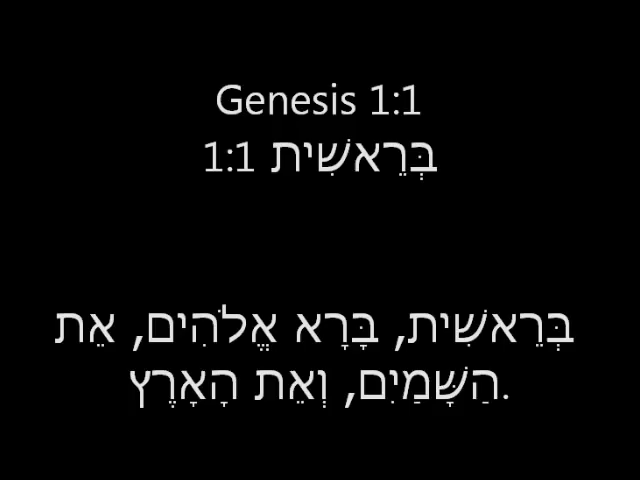 Genesis 1:1
בְּרֵאשִׁית 1:1
בְּרֵאשִׁית, בָּרָא אֱלֹהִים, אֵת
הַשָּׁמַיִם, וְאֵת הָאָרֶץ.